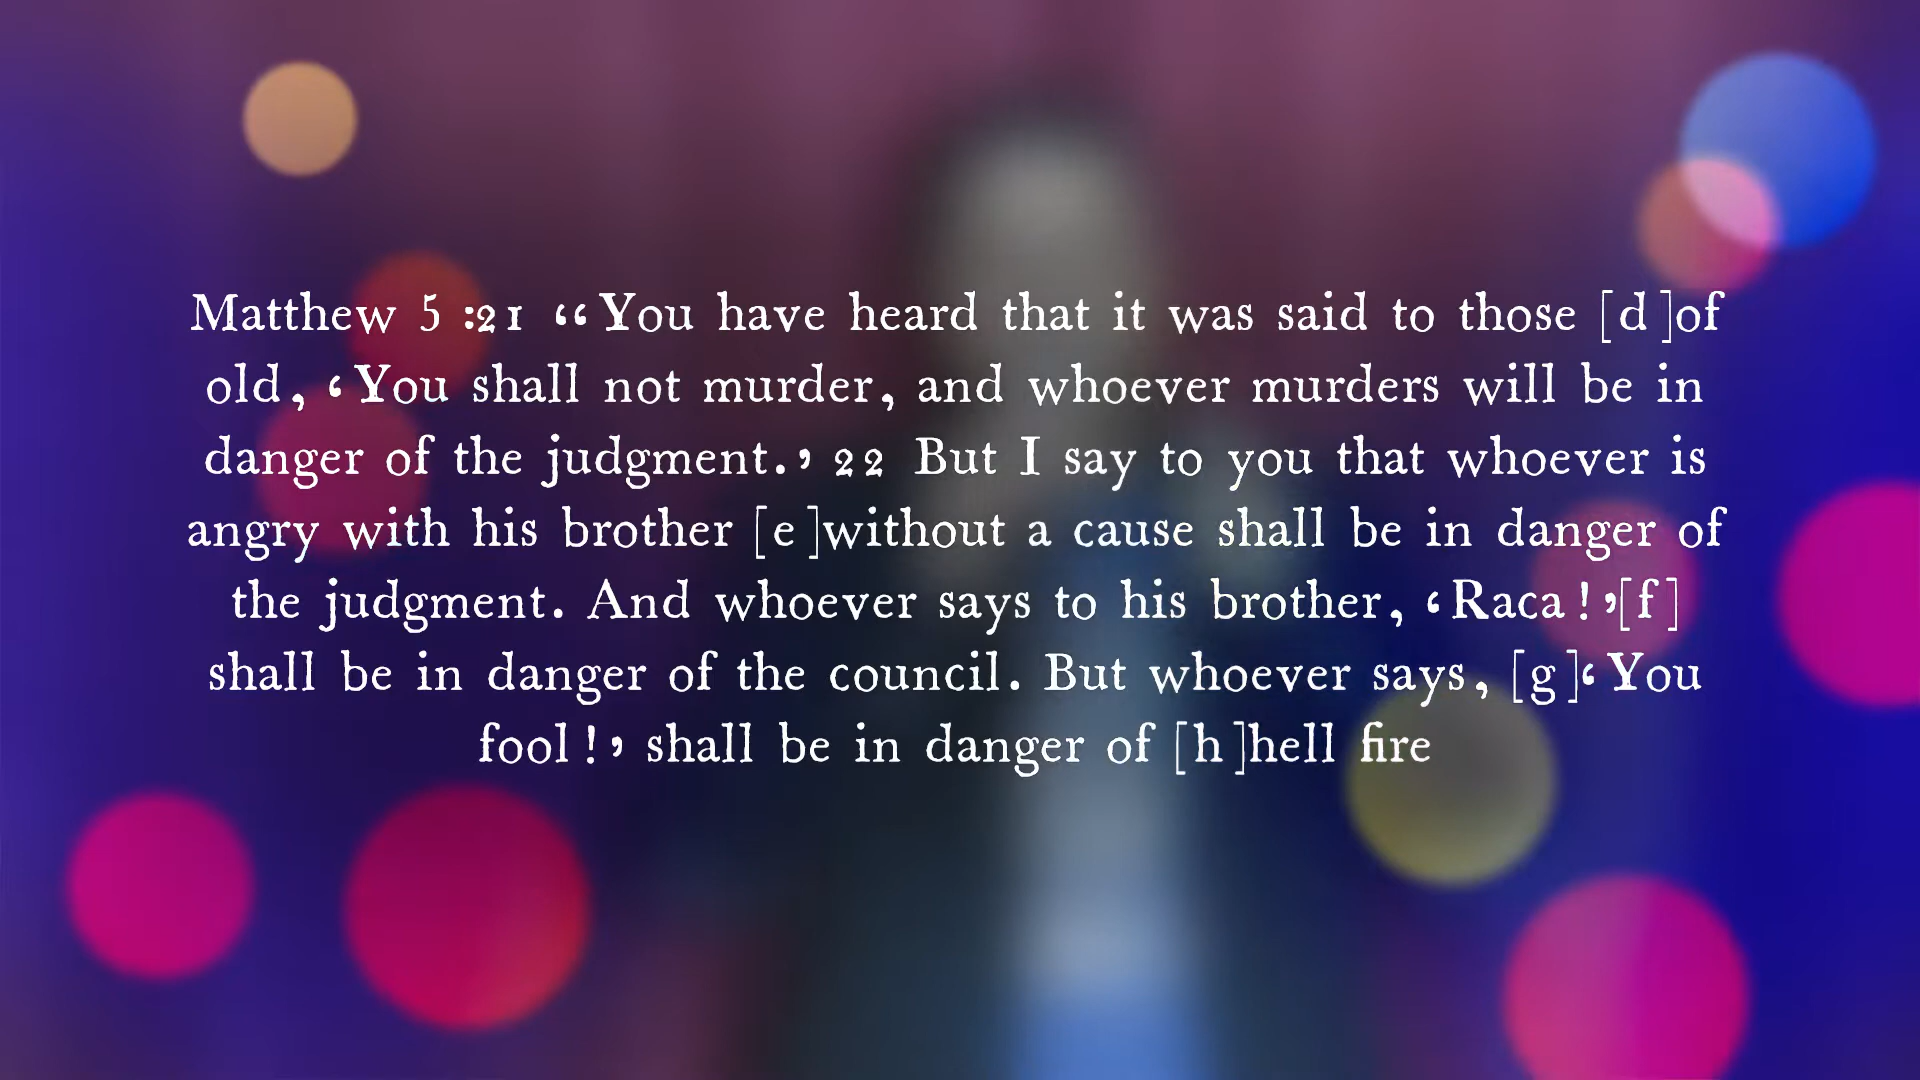 Matthew 5 :21 “You have heard that it was said to those [d]of
old, ‘You shall not murder, and whoever murders will be in
danger of the judgment.’ 22 But I say to you that whoever is
angry with his brother [e]without a cause shall be in danger of
the judgment. And whoever says to his brother, ‘Raca!’[f]
shall be in danger of the council. But whoever says, [g]‘You
fool!’ shall be in danger of [h]hell fire